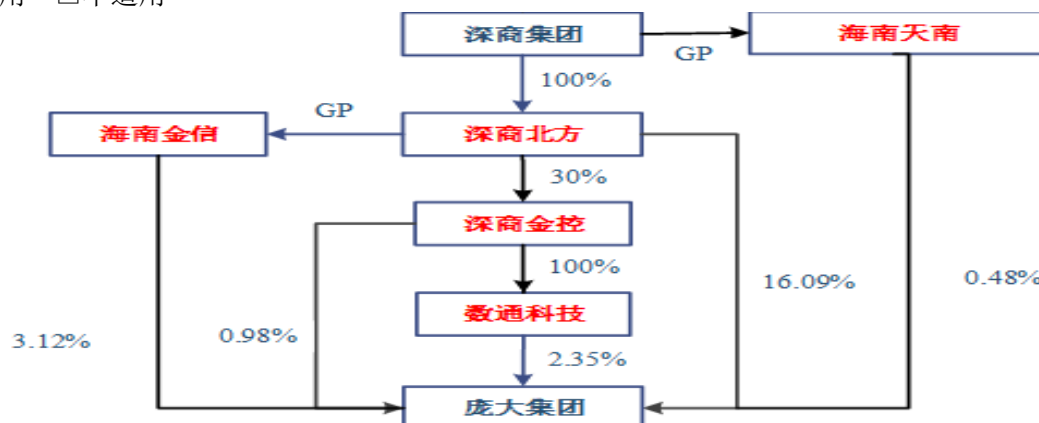 深商集团
海南天南
GP
100%
GP
海南金信
深商北方
30%
深商金控
100%
16.09%
0.48%
数通科技
3.12%
0.98%
2.35%
庞大集团